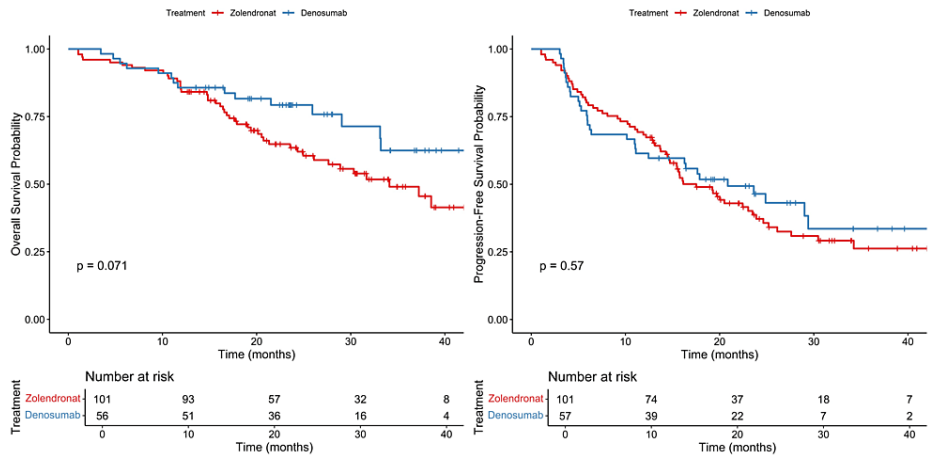 Treatment Zolendronat Denosumab
Overall Survival Probability
1.00
0.75
0.50
0.25
0.00
p = 0.071
0 10 20 30 40
Time (months)
Number at risk
Treatment
Zolendronat 101 93 57 32 8
Denosumab 56 51 36 16 4
0 10 20 30 40
Time (months)
Treatment Zolendronat Denosumab
Progression-Free Survival Probability
1.00
0.75
0.50
0.25
0.00
p = 0.57
0 10 20 30 40
Time (months)
Number at risk
Treatment
Zolendronat 101 74 37 18 7
Denosumab 57 39 22 7 2
0 10 20 30 40
Time (months)